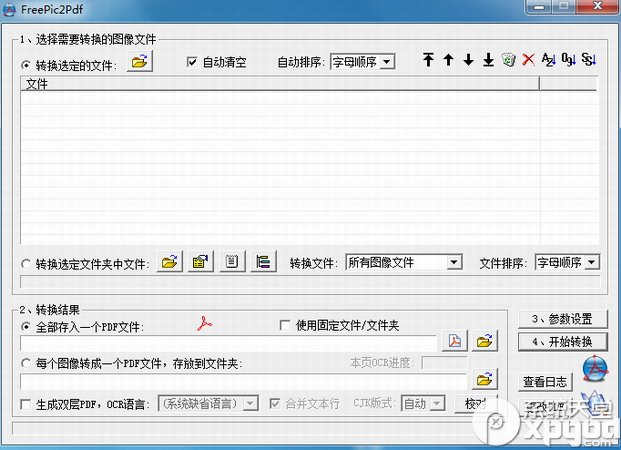 FreePic2Pdf
1、选择需要转换的图像文件
转换选定的文件: 自动清空 自动排序: 字母顺序
文件
转换选定文件夹中文件: 转换文件: 所有图像文件 文件排序: 字母顺序
2、转换结果
全部存入一个PDF文件: 使用固定文件/文件夹
3、参数设置
4、开始转换
每个图像转成一个PDF文件，存放到文件夹: 本页OCR进度:
查看日志
生成双层PDF，OCR语言: (系统缺省语言) 合并文本行 CJK版式: 自动 校对
系统天堂